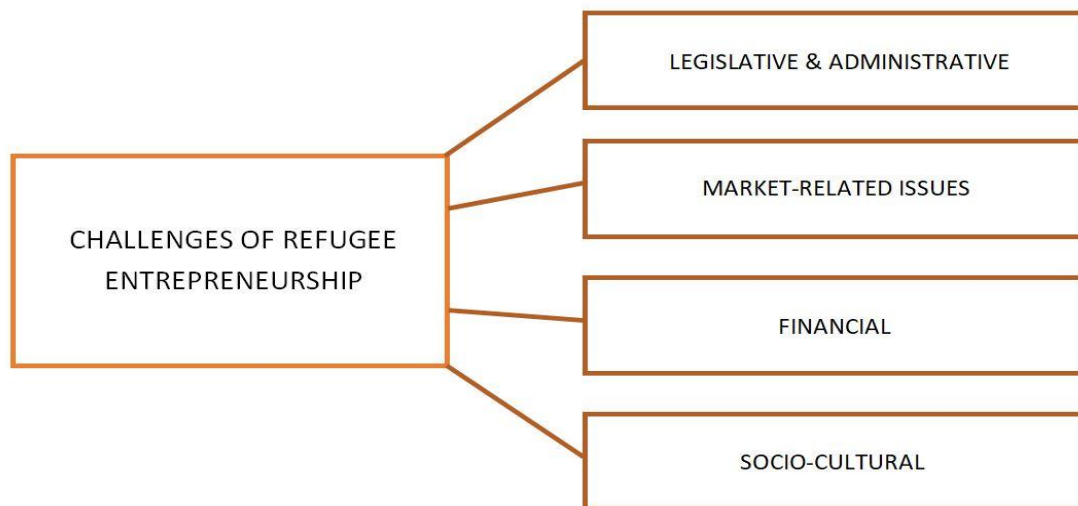 CHALLENGES OF REFUGEE
ENTREPRENEURSHIP
LEGISLATIVE & ADMINISTRATIVE
MARKET-RELATED ISSUES
FINANCIAL
SOCIO-CULTURAL